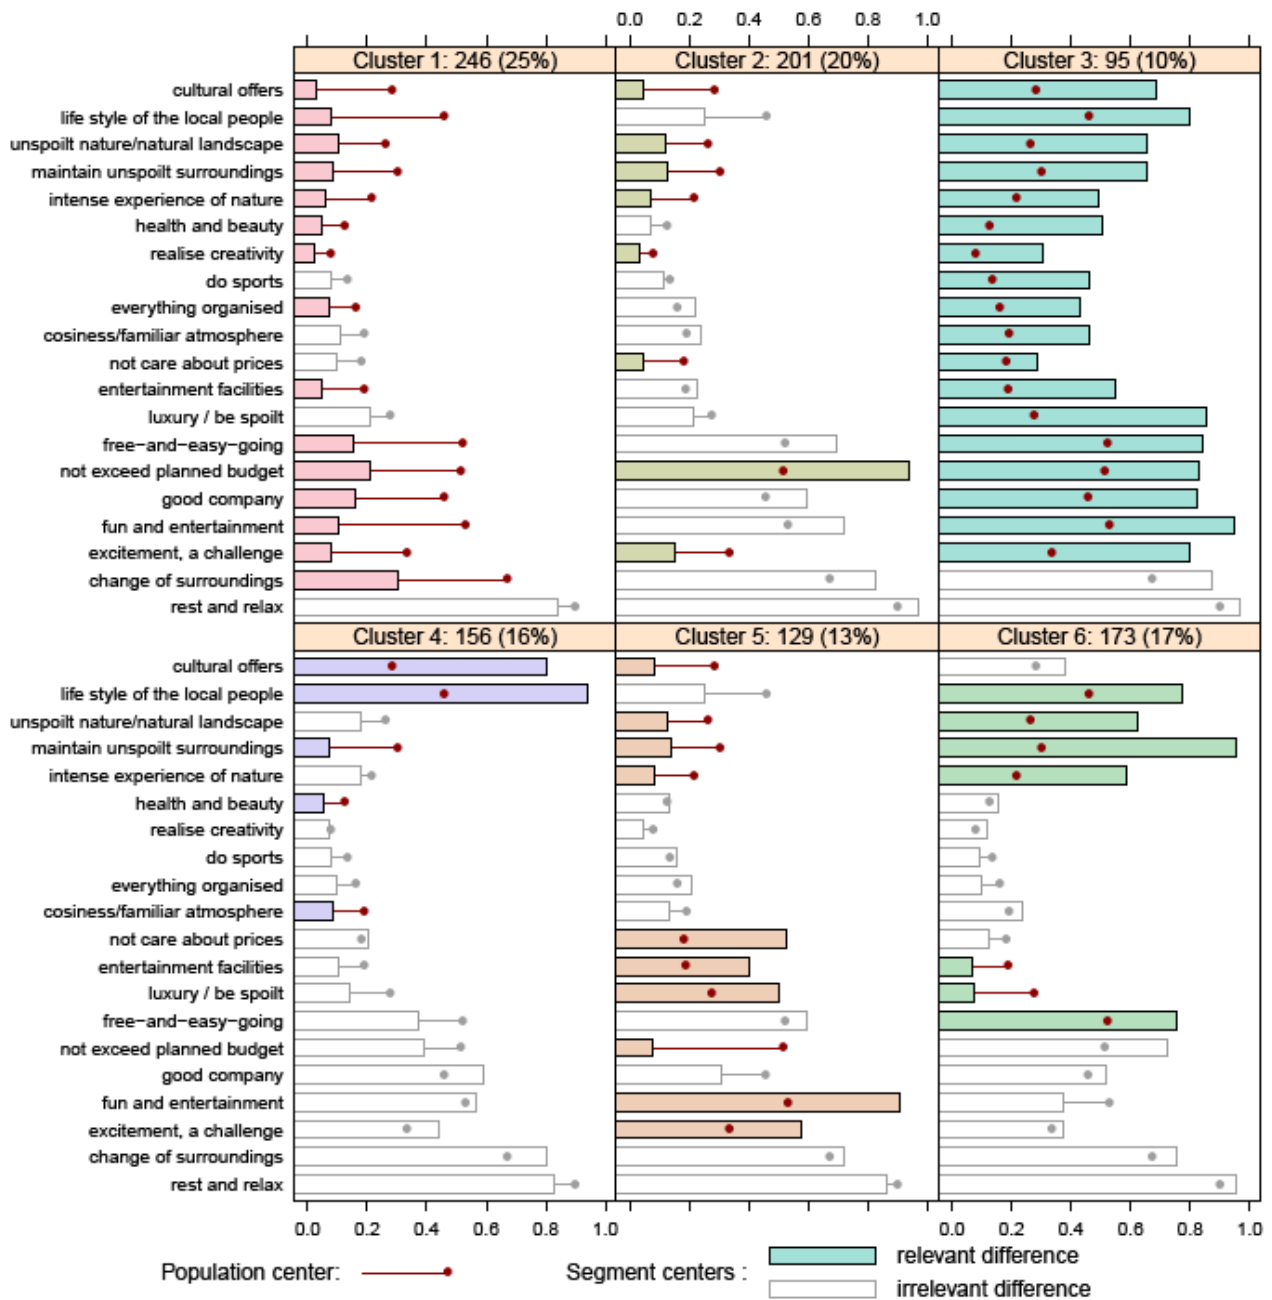 0.0 0.2 0.4 0.6 0.8 1.0
Cluster 1: 246 (25%) Cluster 2: 201 (20%) Cluster 3: 95 (10%)
cultural offers
life style of the local people
unspoilt nature/natural landscape
maintain unspoilt surroundings
intense experience of nature
health and beauty
realise creativity
do sports
everything organised
cosiness/familiar atmosphere
not care about prices
entertainment facilities
luxury / be spoilt
free−and−easy−going
not exceed planned budget
good company
fun and entertainment
excitement, a challenge
change of surroundings
rest and relax
Cluster 4: 156 (16%) Cluster 5: 129 (13%) Cluster 6: 173 (17%)
cultural offers
life style of the local people
unspoilt nature/natural landscape
maintain unspoilt surroundings
intense experience of nature
health and beauty
realise creativity
do sports
everything organised
cosiness/familiar atmosphere
not care about prices
entertainment facilities
luxury / be spoilt
free−and−easy−going
not exceed planned budget
good company
fun and entertainment
excitement, a challenge
change of surroundings
rest and relax
0.0 0.2 0.4 0.6 0.8 1.0 0.0 0.2 0.4 0.6 0.8 1.0
Population center: Segment centers : relevant difference
irrelevant difference